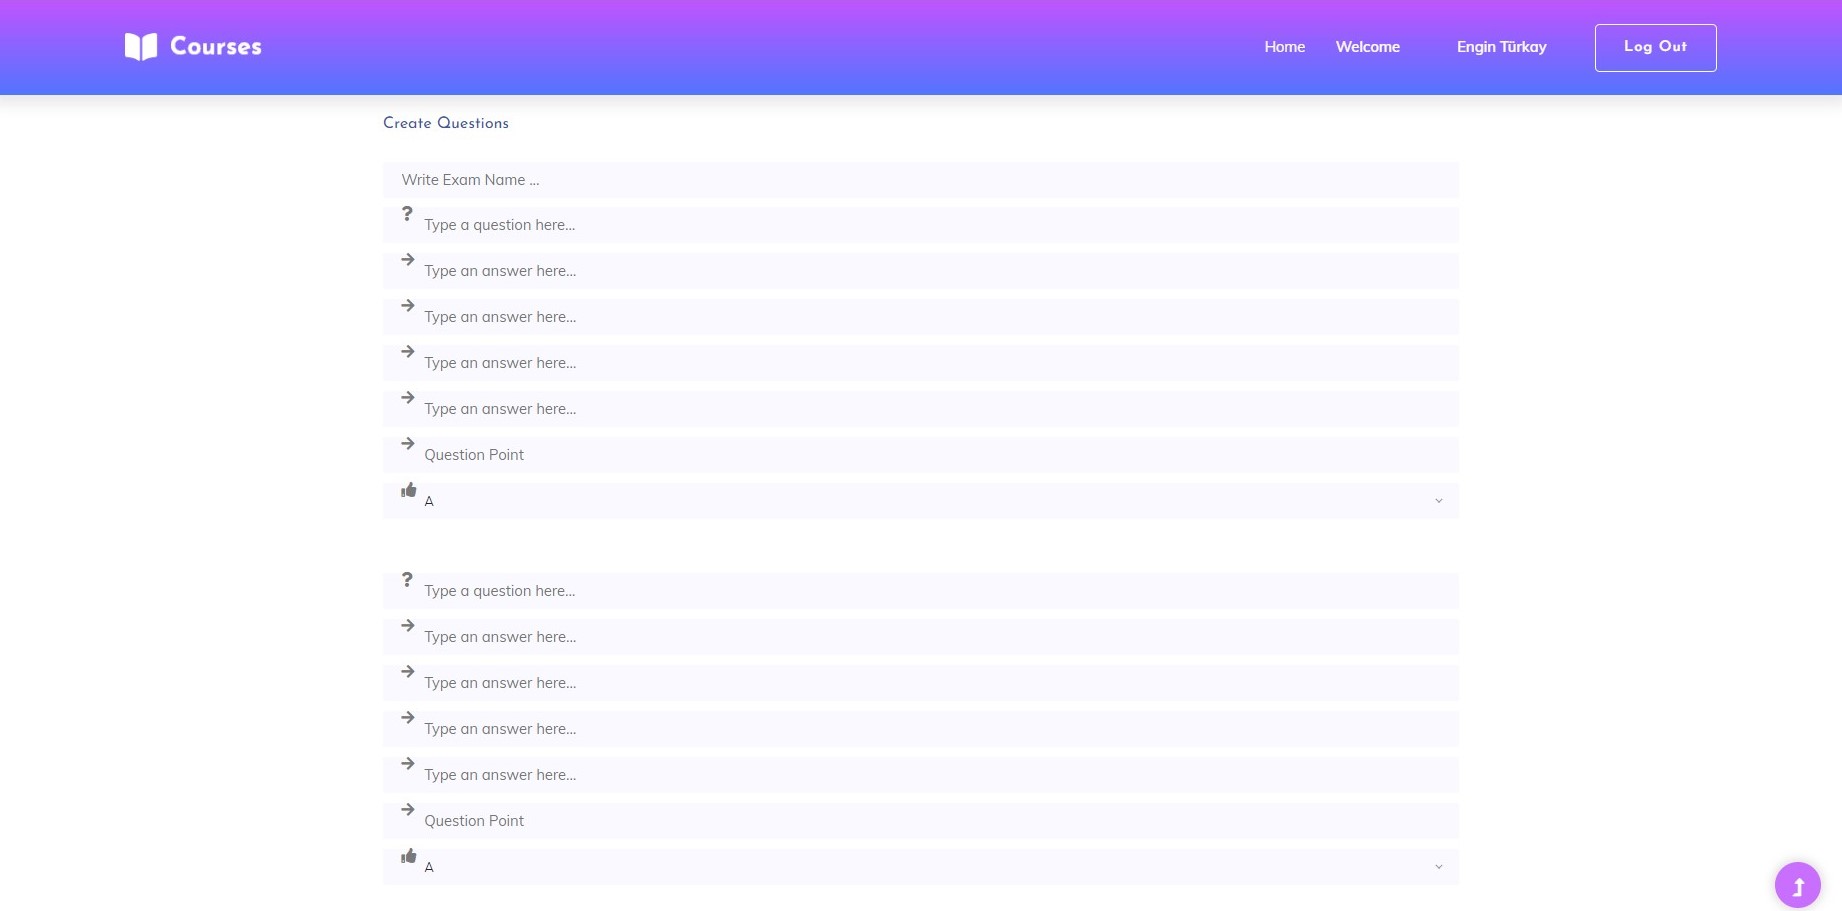 Courses
Home Welcome Engin Türkay Log Out
Create Questions
Write Exam Name ...
Type a question here...
Type an answer here...
Type an answer here...
Type an answer here...
Type an answer here...
Question Point
A
Type a question here...
Type an answer here...
Type an answer here...
Type an answer here...
Type an answer here...
Question Point
A